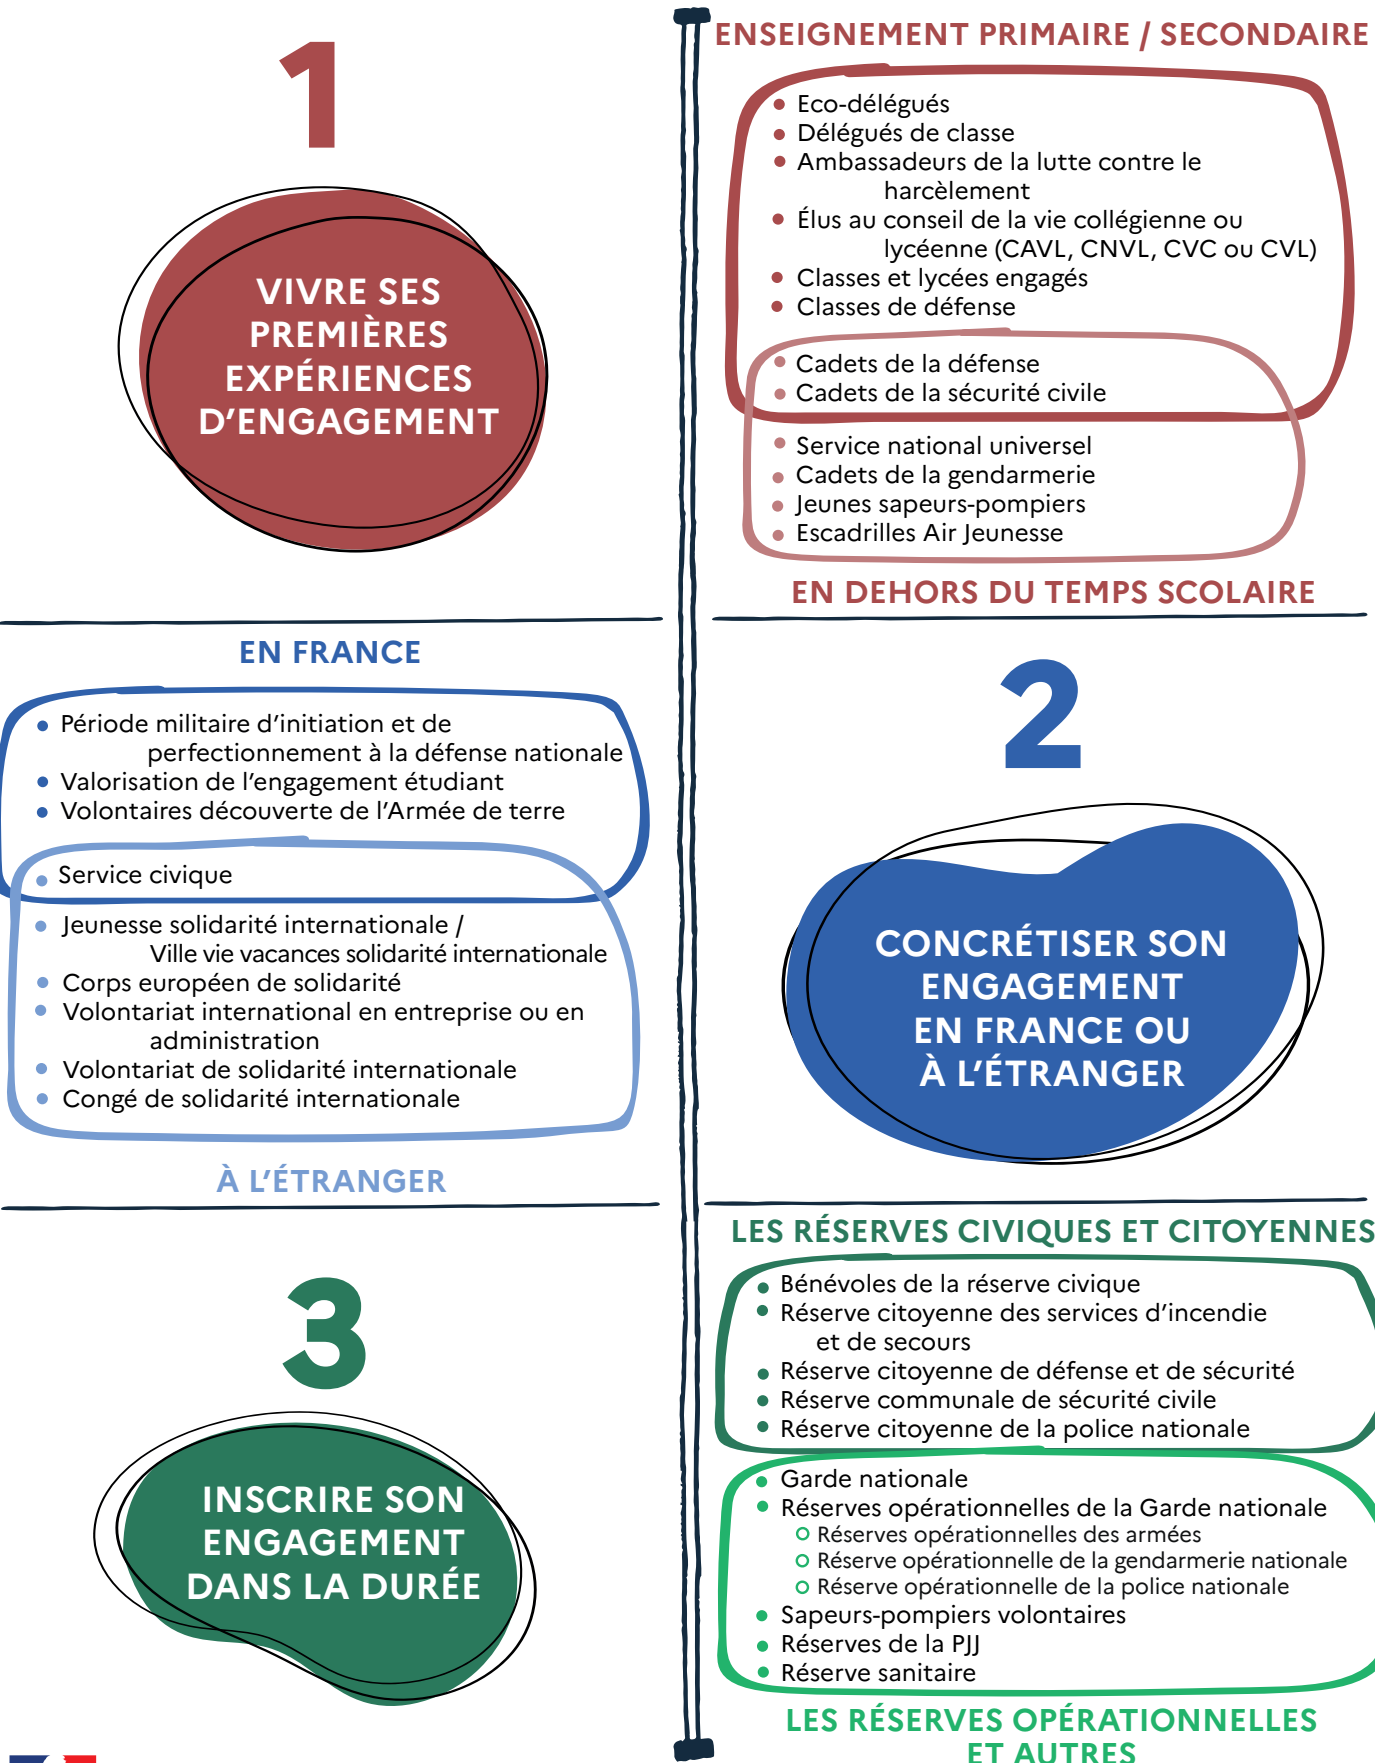 1
VIVRE SES
PREMIÈRES
EXPÉRIENCES
D'ENGAGEMENT
ENSEIGNEMENT PRIMAIRE / SECONDAIRE
Eco-délégués
Délégués de classe
Ambassadeurs de la lutte contre le
harcèlement
Élus au conseil de la vie collégienne ou
lycéenne (CAVL, CNVL, CVC ou CVL)
Classes et lycées engagés
Classes de défense
Cadets de la défense
Cadets de la sécurité civile
Service national universel
Cadets de la gendarmerie
Jeunes sapeurs-pompiers
Escadrilles Air Jeunesse
EN DEHORS DU TEMPS SCOLAIRE
2
CONCRÉTISER SON
ENGAGEMENT
EN FRANCE OU
À L'ÉTRANGER
EN FRANCE
Période militaire d'initiation et de
perfectionnement à la défense nationale
Valorisation de l'engagement étudiant
Volontaires découverte de l'Armée de terre
Service civique
Jeunesse solidarité internationale /
Ville vie vacances solidarité internationale
Corps européen de solidarité
Volontariat international en entreprise ou en
administration
Volontariat de solidarité internationale
Congé de solidarité internationale
À L'ÉTRANGER
3
INSCRIRE SON
ENGAGEMENT
DANS LA DURÉE
LES RÉSERVES CIVIQUES ET CITOYENNES
Bénévoles de la réserve civique
Réserve citoyenne des services d'incendie
et de secours
Réserve citoyenne de défense et de sécurité
Réserve communale de sécurité civile
Réserve citoyenne de la police nationale
Garde nationale
Réserves opérationnelles de la Garde nationale
Réserves opérationnelles des armées
Réserve opérationnelle de la gendarmerie nationale
Réserve opérationnelle de la police nationale
Sapeurs-pompiers volontaires
Réserves de la PJJ
Réserve sanitaire
LES RÉSERVES OPÉRATIONNELLES
ET AUTRES